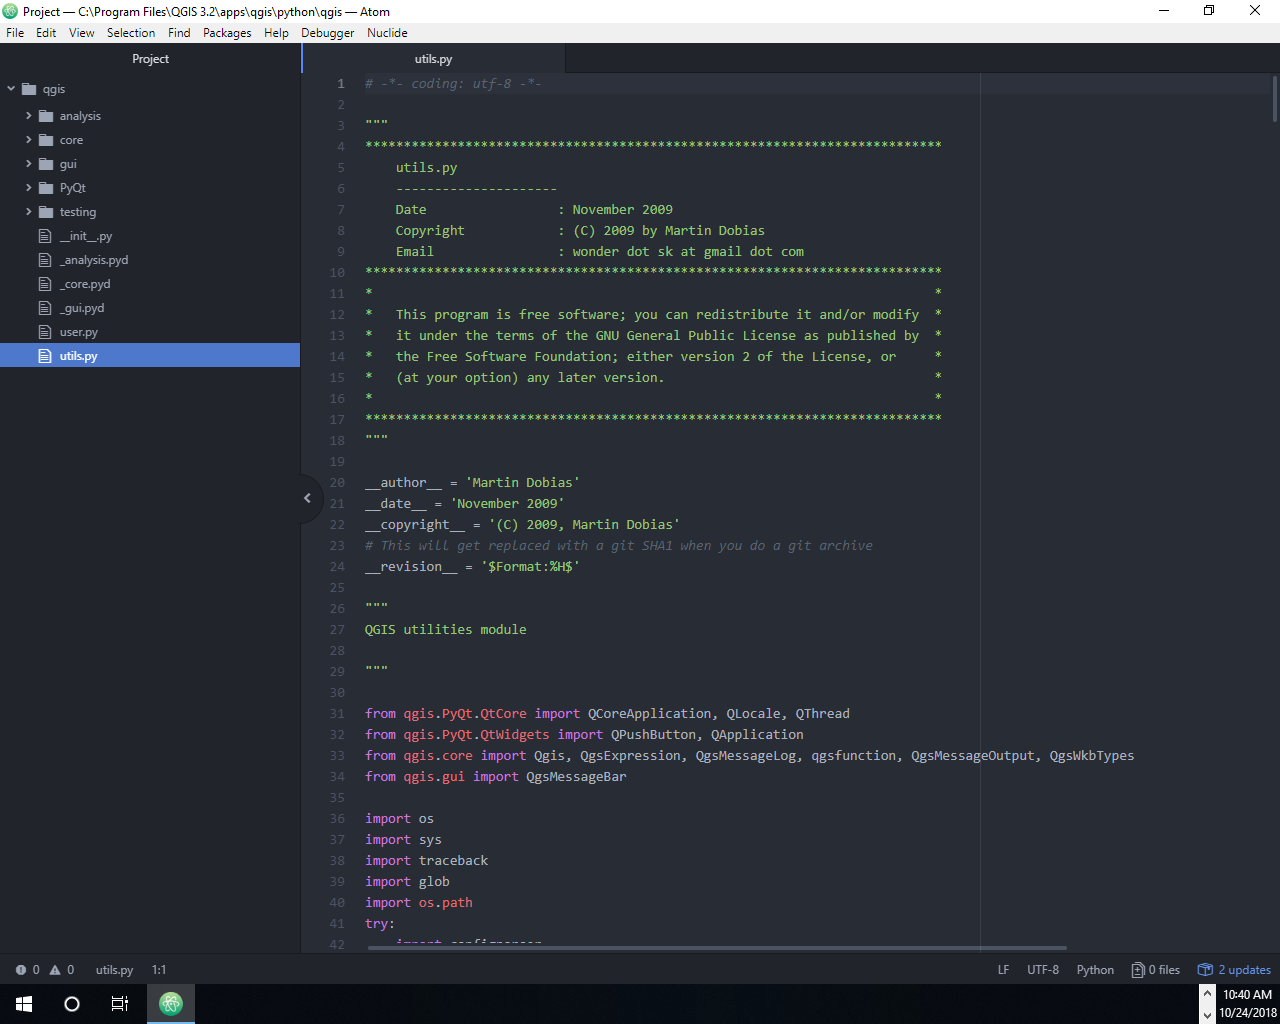 Project — C:\Program Files\QGIS 3.2\apps\qgis\python\qgis — Atom
File Edit View Selection Find Packages Help Debugger Nuclide
Project
qgis
analysis
core
gui
PyQt
testing
__init__.py
_analysis.pyd
_core.pyd
_gui.pyd
user.py
utils.py
utils.py
1 # -*- coding: utf-8 -*-
2
3 """
4 ***************************************************************************
5     utils.py
6     ---------------------
7     Date                 : November 2009
8     Copyright            : (C) 2009 by Martin Dobias
9     Email                : wonder dot sk at gmail dot com
10 ***************************************************************************
11 *                                                                         *
12 *   This program is free software; you can redistribute it and/or modify  *
13 *   it under the terms of the GNU General Public License as published by  *
14 *   the Free Software Foundation; either version 2 of the License, or     *
15 *   (at your option) any later version.                                   *
16 *                                                                         *
17 ***************************************************************************
18 """
19
20 __author__ = 'Martin Dobias'
21 __date__ = 'November 2009'
22 __copyright__ = '(C) 2009, Martin Dobias'
23 # This will get replaced with a git SHA1 when you do a git archive
24 __revision__ = '$Format:%H$'
25
26 """
27 QGIS utilities module
28
29 """
30
31 from qgis.PyQt.QtCore import QCoreApplication, QLocale, QThread
32 from qgis.PyQt.QtWidgets import QPushButton, QApplication
33 from qgis.core import Qgis, QgsExpression, QgsMessageLog, qgsfunction, QgsMessageOutput, QgsWkbTypes
34 from qgis.gui import QgsMessageBar
35
36 import os
37 import sys
38 import traceback
39 import glob
40 import os.path
41 try:
42     import
0 0 utils.py 1:1 LF UTF-8 Python 0 files 2 updates
10:40 AM
10/24/2018